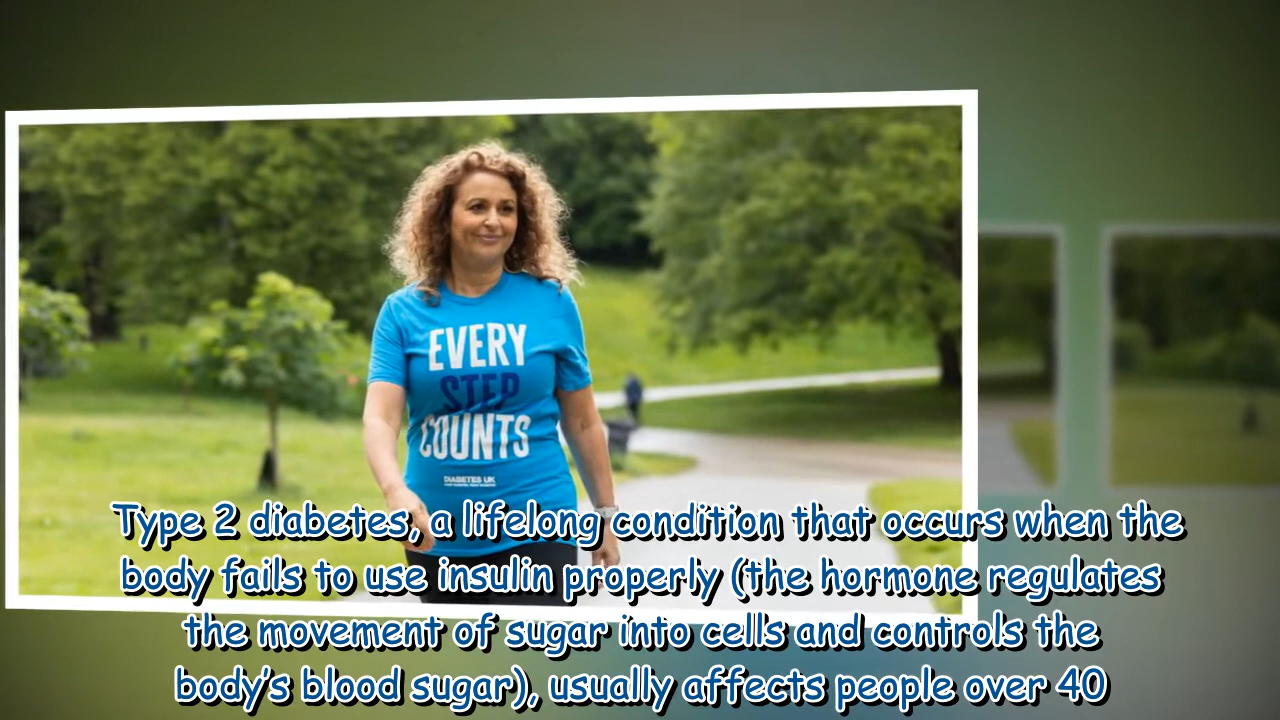 EVERY
STEP
COUNTS
DIABETES UK
Type 2 diabetes, a lifelong condition that occurs when the
body fails to use insulin properly (the hormone regulates
the movement of sugar into cells and controls the
body's blood sugar), usually affects people over 40